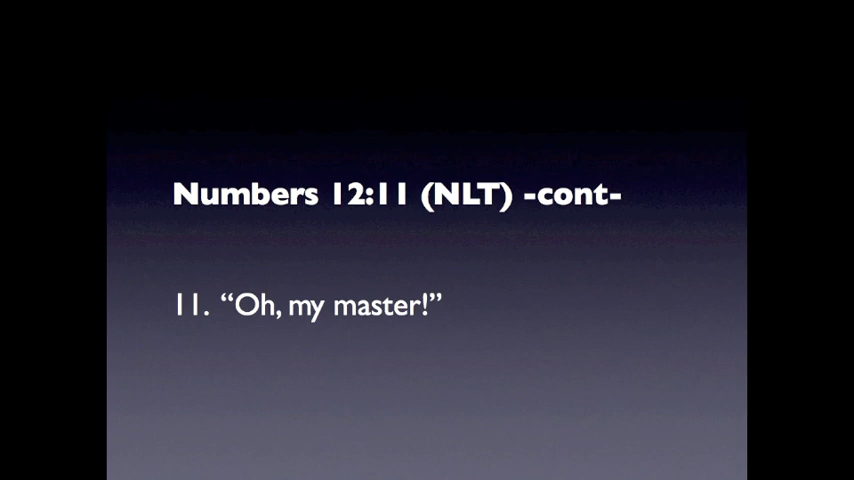 Numbers 12:11 (NLT) -cont-
11. “Oh, my master!”